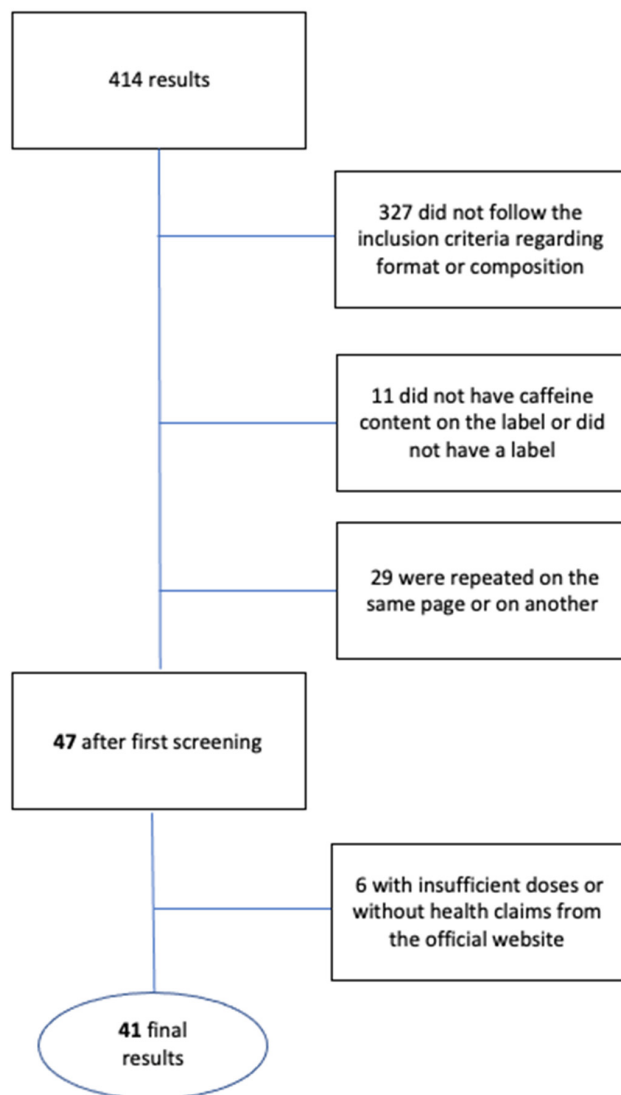 414 results
327 did not follow the
inclusion criteria regarding
format or composition
11 did not have caffeine
content on the label or did
not have a label
29 were repeated on the
same page or on another
47 after first screening
6 with insufficient doses or
without health claims from
the official website
41 final
results